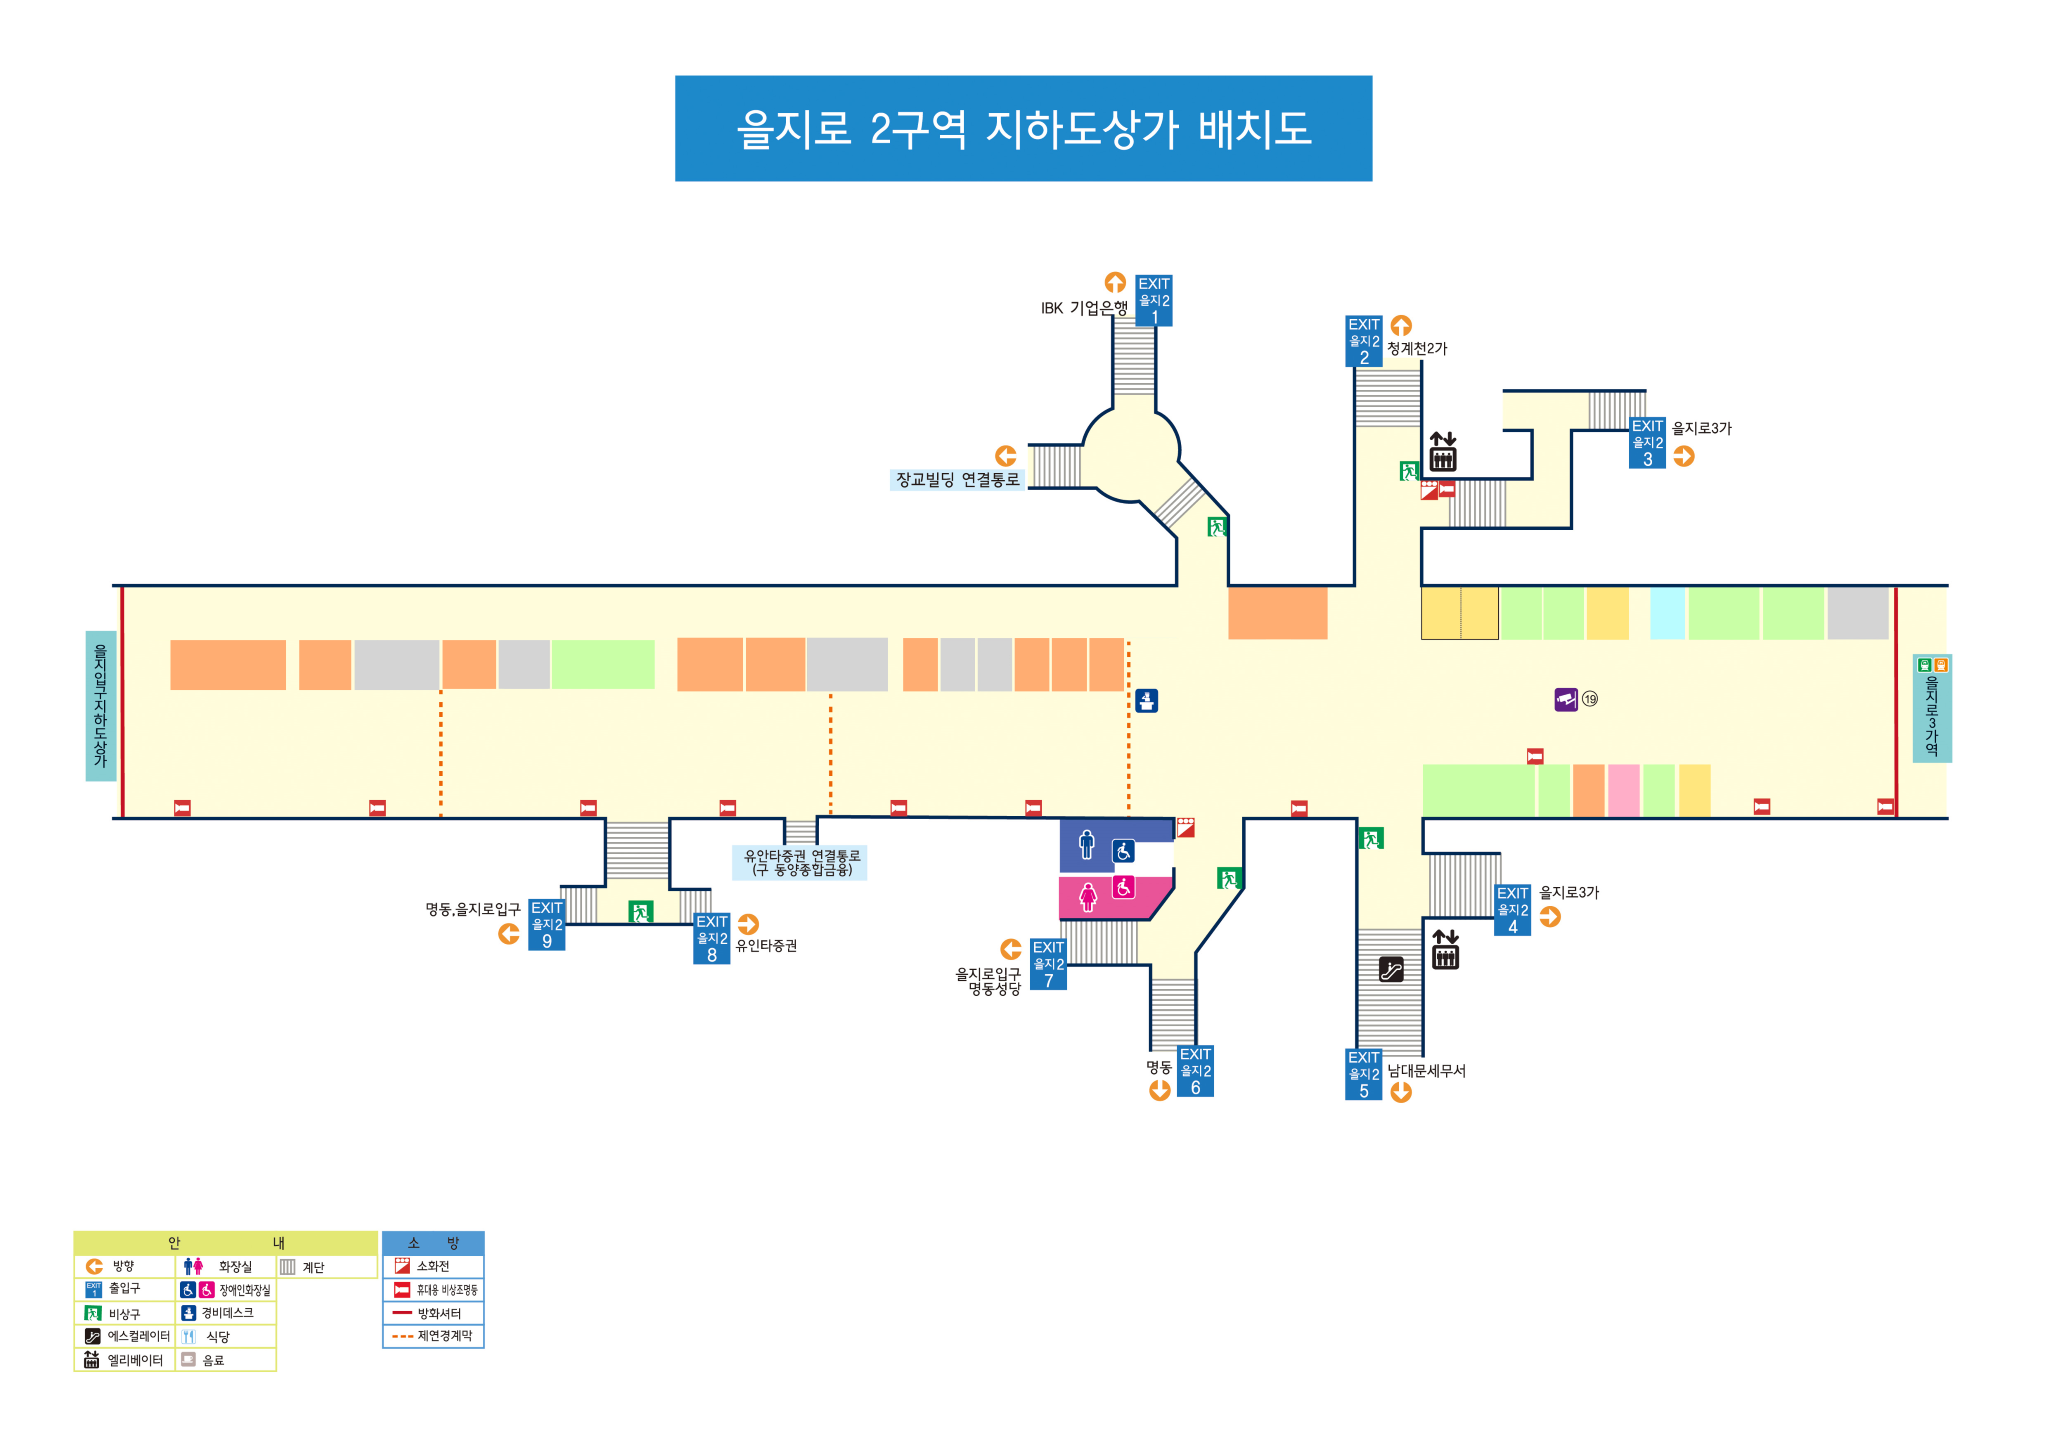 을지로 2구역 지하도상가 배치도
EXIT
을지2
1
IBK 기업은행
EXIT
을지2
2
청계천2가
EXIT
을지2
3
을지로3가
장교빌딩 연결통로
을지입구지하도상가
19
을지로3가역
유안타증권 연결통로
(구 동양종합금융)
EXIT
을지2
4
을지로3가
명동.을지로입구
EXIT
을지2
9
EXIT
을지2
8
유인타증권
EXIT
을지2
7
을지로입구
명동성당
명동
EXIT
을지2
6
EXIT
을지2
5
남대문세무서
안 내
방향
화장실
계단
EXIT
1
출입구
장애인화장실
비상구
경비데스크
에스컬레이터
식당
엘리베이터
음료
소 방
소화전
휴대용 비상조명등
방화셔터
제연경계막